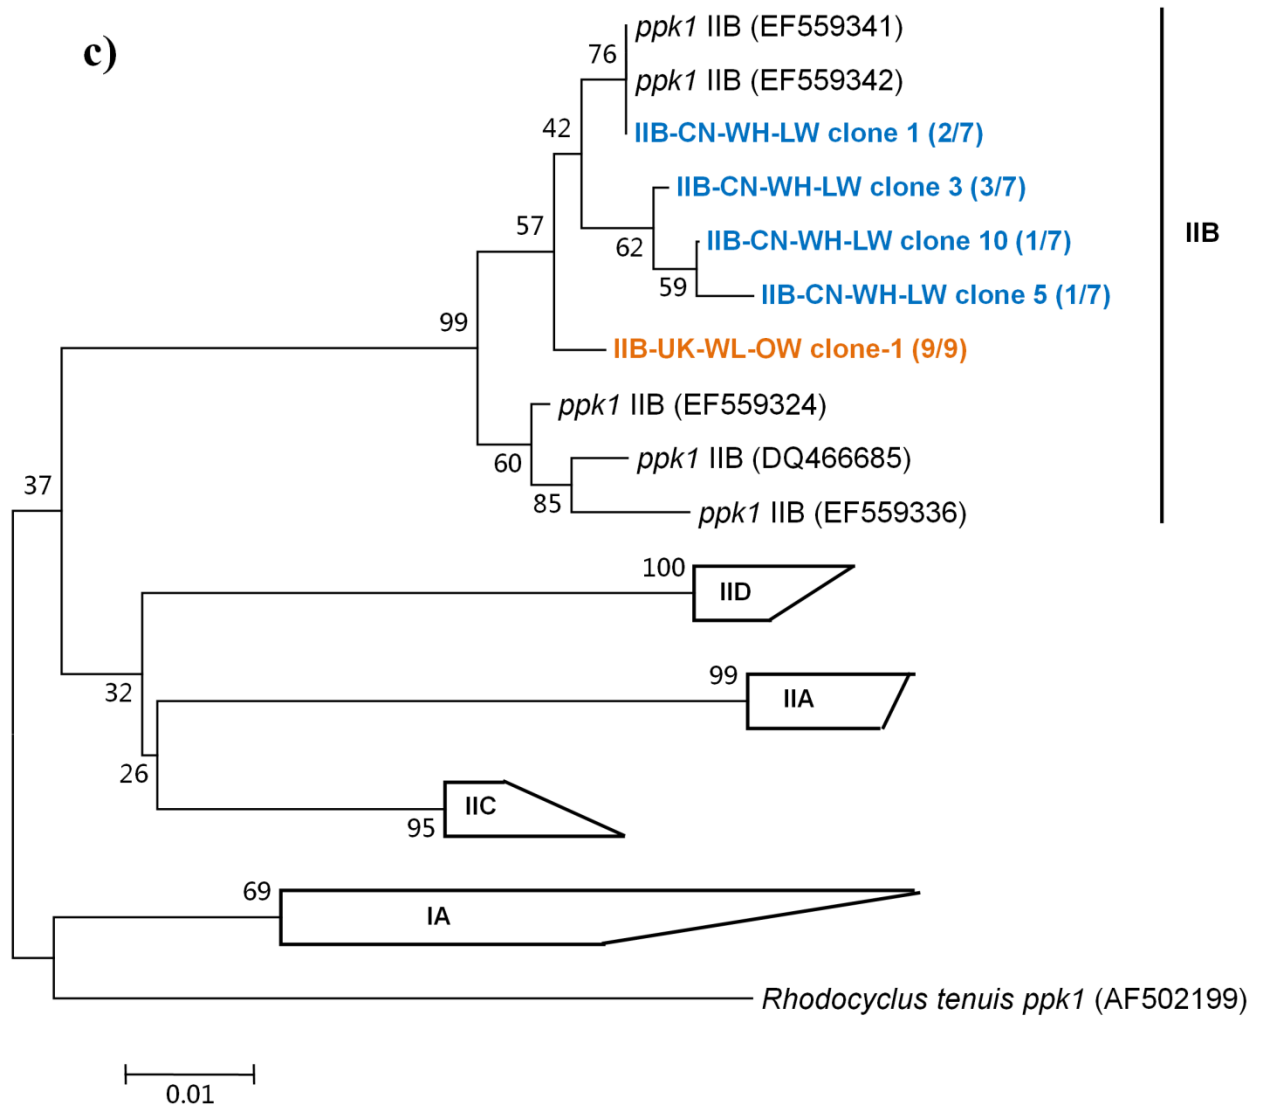 c)
ppk1 IIB (EF559341)
76
ppk1 IIB (EF559342)
42
IIB-CN-WH-LW clone 1 (2/7)
IIB-CN-WH-LW clone 3 (3/7)
57
62
IIB-CN-WH-LW clone 10 (1/7)
IIB
59
IIB-CN-WH-LW clone 5 (1/7)
99
IIB-UK-WL-OW clone-1 (9/9)
ppk1 IIB (EF559324)
60
ppk1 IIB (DQ466685)
85
ppk1 IIB (EF559336)
37
100
IID
32
99
IIA
26
IIC
95
69
IA
Rhodocyclus tenuis ppk1 (AF502199)
0.01